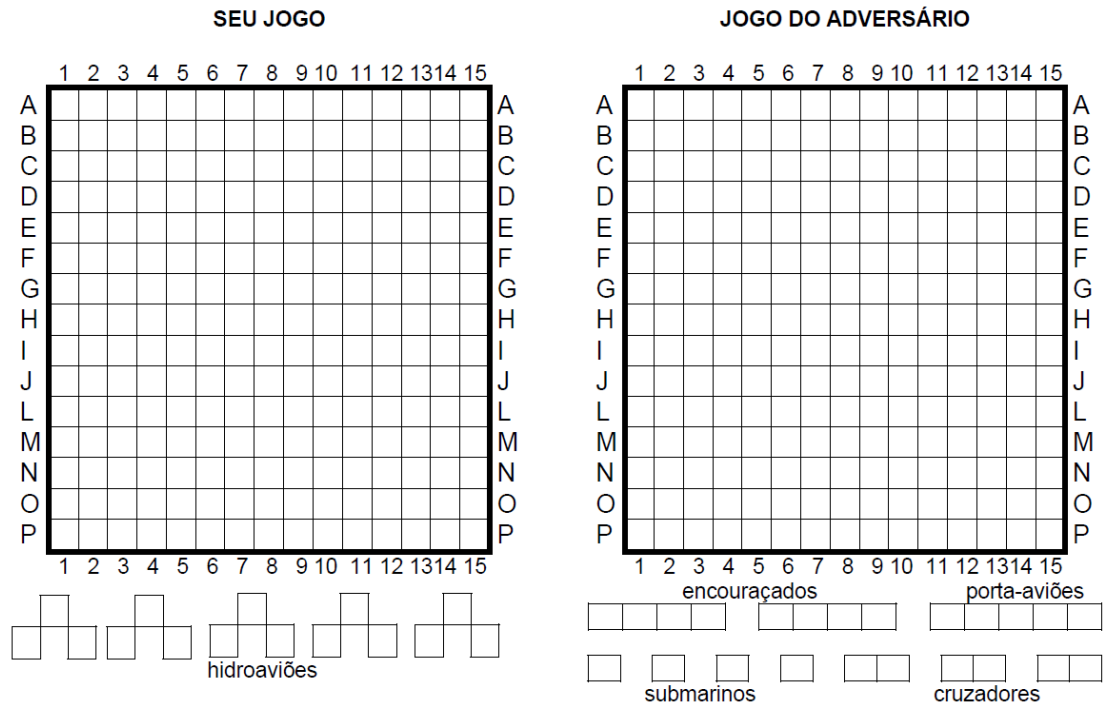 SEU JOGO
JOGO DO ADVERSÁRIO
1 2 3 4 5 6 7 8 9 10 11 12 13 14 15
1 2 3 4 5 6 7 8 9 10 11 12 13 14 15
A A A A
B B B B
C C C C
D D D D
E E E E
F F F F
G G G G
H H H H
I I I I
J J J J
L L L L
M M M M
N N N N
O O O O
P P P P
1 2 3 4 5 6 7 8 9 10 11 12 13 14 15
1 2 3 4 5 6 7 8 9 10 11 12 13 14 15
encouraçados
porta-aviões
hidroaviões
submarinos
cruzadores